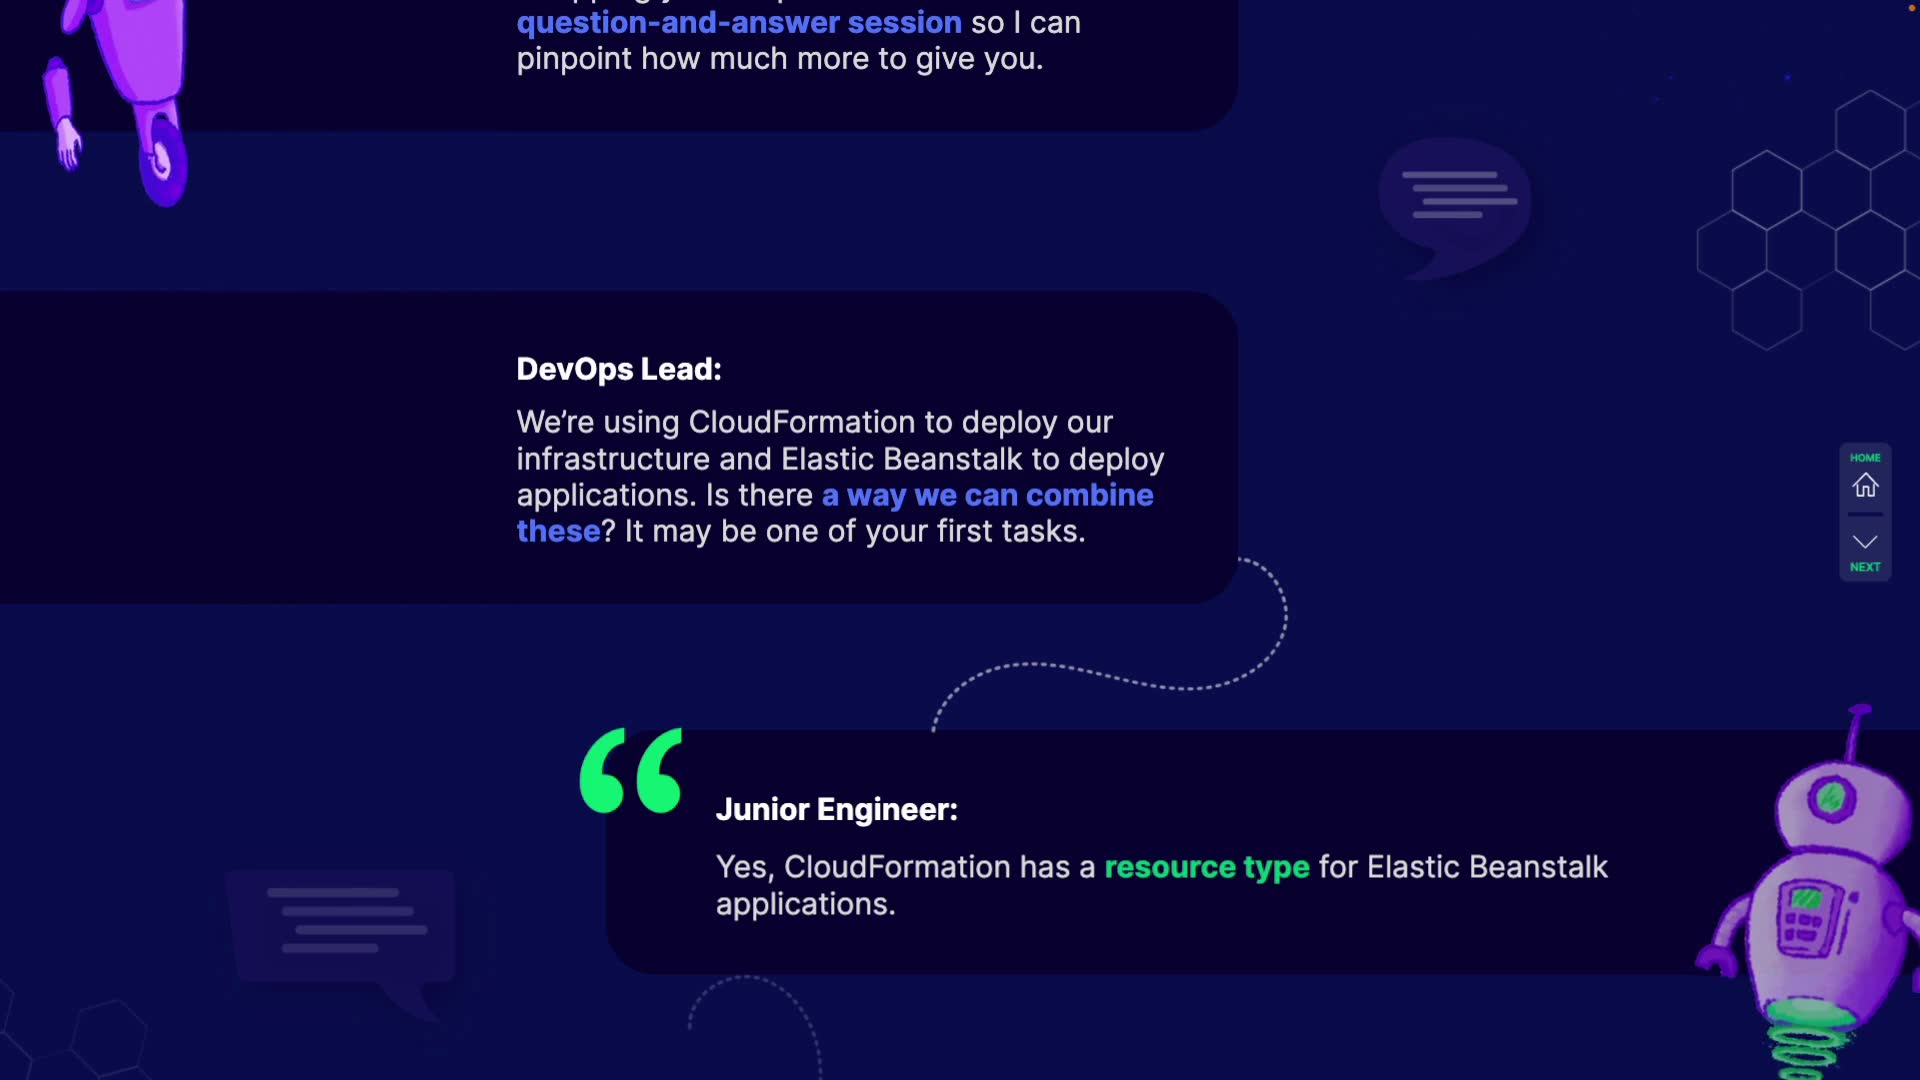 question-and-answer session so I can
pinpoint how much more to give you.
DevOps Lead:
We’re using CloudFormation to deploy our
infrastructure and Elastic Beanstalk to deploy
applications. Is there a way we can combine
these? It may be one of your first tasks.
HOME
NEXT
Junior Engineer:
Yes, CloudFormation has a resource type for Elastic Beanstalk
applications.